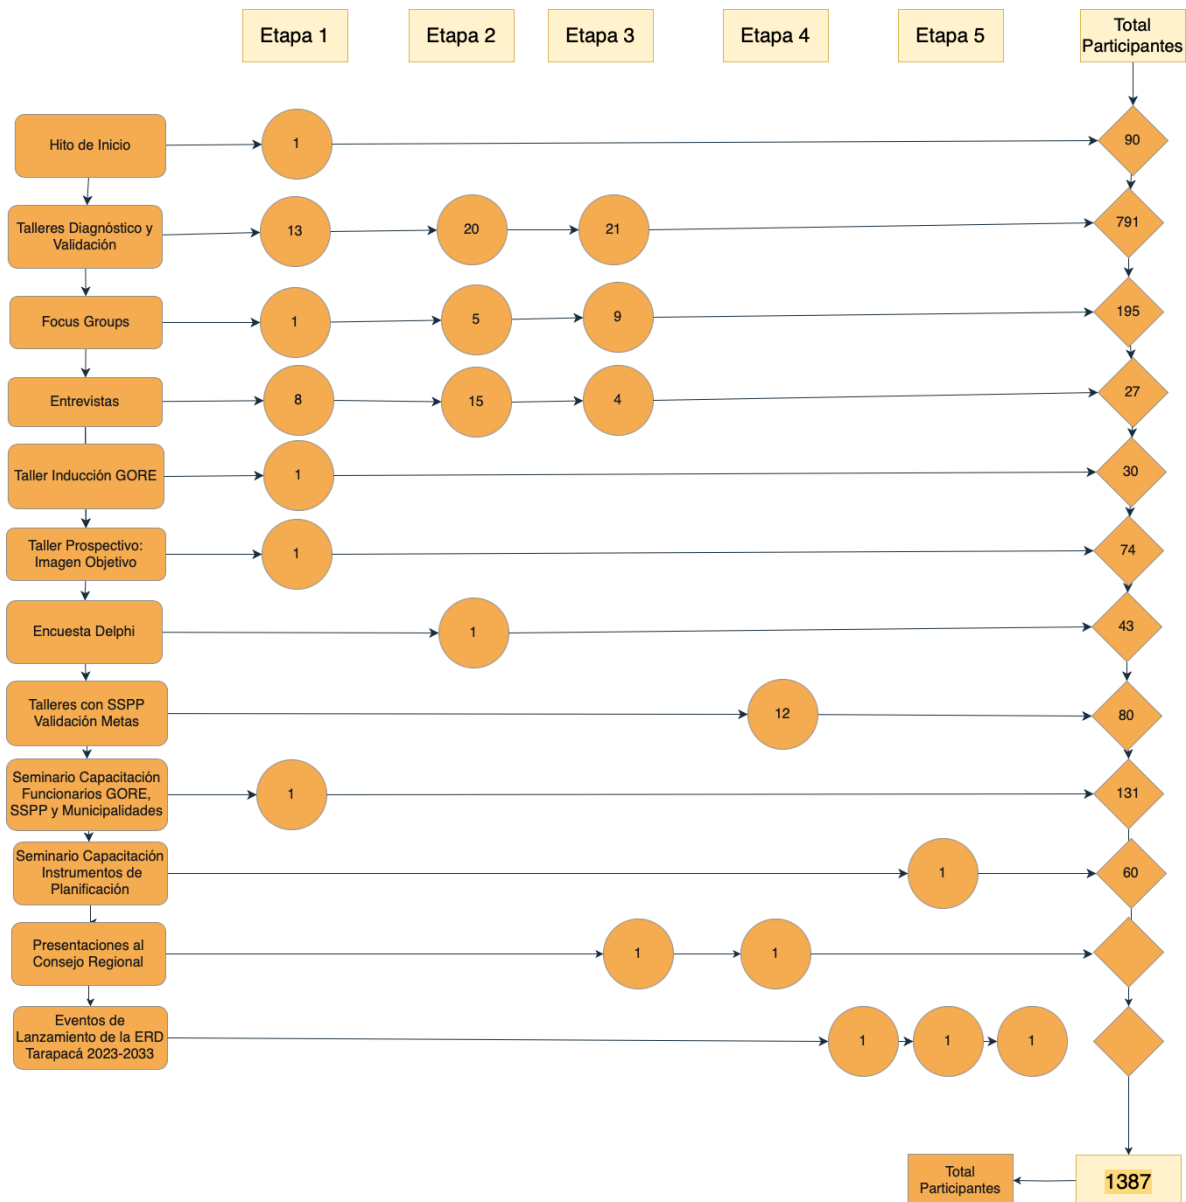 Etapa 1
Etapa 2
Etapa 3
Etapa 4
Etapa 5
Total
Participantes
Hito de Inicio
1
90
Talleres Diagnóstico y
Validación
13
20
21
791
Focus Groups
1
5
9
195
Entrevistas
8
15
4
27
Taller Inducción GORE
1
30
Taller Prospectivo:
Imagen Objetivo
1
74
Encuesta Delphi
1
43
Talleres con SSPP
Validación Metas
12
80
Seminario Capacitación
Funcionarios GORE,
SSPP y Municipalidades
1
131
Seminario Capacitación
Instrumentos de
Planificación
1
60
Presentaciones al
Consejo Regional
1
1
Eventos de
Lanzamiento de la ERD
Tarapacá 2023-2033
1
1
1
Total
Participantes
1387